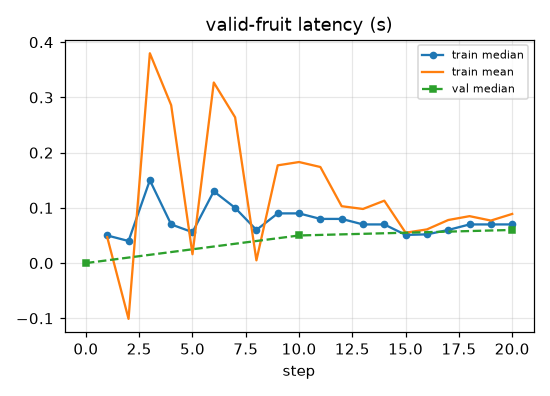 valid-fruit latency (s)
train median
train mean
val median
0.4
0.3
0.2
0.1
0.0
−0.1
0.0 2.5 5.0 7.5 10.0 12.5 15.0 17.5 20.0
step